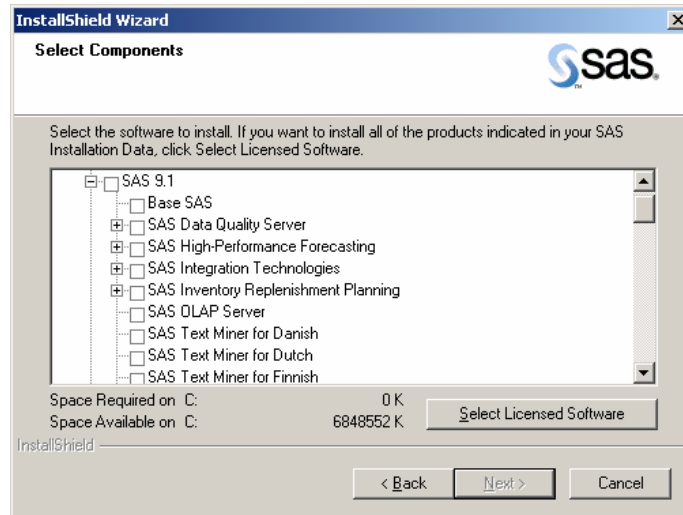 InstallShield Wizard
Select Components
sas.
TM
Select the software to install. If you want to install all of the products indicated in your SAS
Installation Data, click Select Licensed Software.
SAS 9.1
Base SAS
SAS Data Quality Server
SAS High-Performance Forecasting
SAS Integration Technologies
SAS Inventory Replenishment Planning
SAS OLAP Server
SAS Text Miner for Danish
SAS Text Miner for Dutch
SAS Text Miner for Finnish
Space Required on C: 0 K
Space Available on C: 6848552 K
Select Licensed Software
InstallShield
< Back
Next >
Cancel